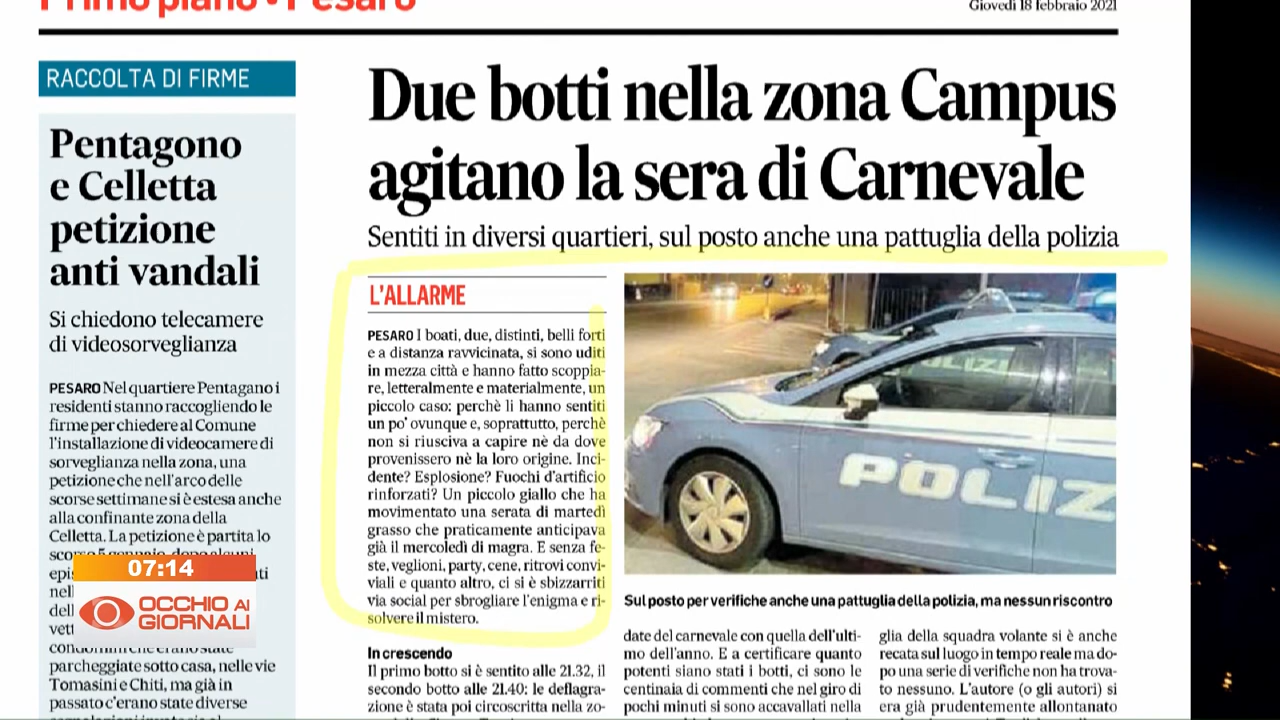 Primo piano • Pesaro
Giovedì 18 febbraio 2021
RACCOLTA DI FIRME
Pentagono
e Celletta
petizione
anti vandali
Si chiedono telecamere
di videosorveglianza
PESARO Nel quartiere Pentagano i
residenti stanno raccogliendo le
firme per chiedere al Comune
l'installazione di videocamere di
sorveglianza nella zona, una
petizione che nell'arco delle
scorse settimane si è estesa anche
alla confinante zona della
Celletta. La petizione è partita lo
parcheggiate sotto casa, nelle vie
Tomasini e Chiti, ma già in
passato c'erano state diverse
07:14
OCCHIO AI
GIORNALI
Due botti nella zona Campus
agitano la sera di Carnevale
Sentiti in diversi quartieri, sul posto anche una pattuglia della polizia
L'ALLARME
PESARO I boati, due, distinti, belli forti
e a distanza ravvicinata, si sono uditi
in mezza città e hanno fatto scoppia-
re, letteralmente e materialmente, un
piccolo caso: perchè li hanno sentiti
un po' ovunque e, soprattutto, perchè
non si riusciva a capire nè da dove
provenissero nè la loro origine. Inci-
dente? Esplosione? Fuochi d'artificio
rinforzati? Un piccolo giallo che ha
movimentato una serata di martedì
grasso che praticamente anticipava
già il mercoledì di magra. E senza fe-
ste, veglioni, party, cene, ritrovi convi-
viali e quanto altro, ci si è sbizzarriti
via social per sbrogliare l'enigma e ri-
solvere il mistero.
In crescendo
Il primo botto si è sentito alle 21.32, il
secondo botto alle 21.40: le deflagra-
zione è stata poi circoscritta nella zo-
POLIZ
Sul posto per verifiche anche una pattuglia della polizia, ma nessun riscontro
date del carnevale con quella dell'ulti-
mo dell'anno. E a certificare quanto
potenti siano stati i botti, ci sono le
centinaia di commenti che nel giro di
pochi minuti si sono accavallati nella
glia della squadra volante si è anche
recata sul luogo in tempo reale ma do-
po una serie di verifiche non ha trova-
to nessuno. L'autore (o gli autori) si
era già prudentemente allontanato